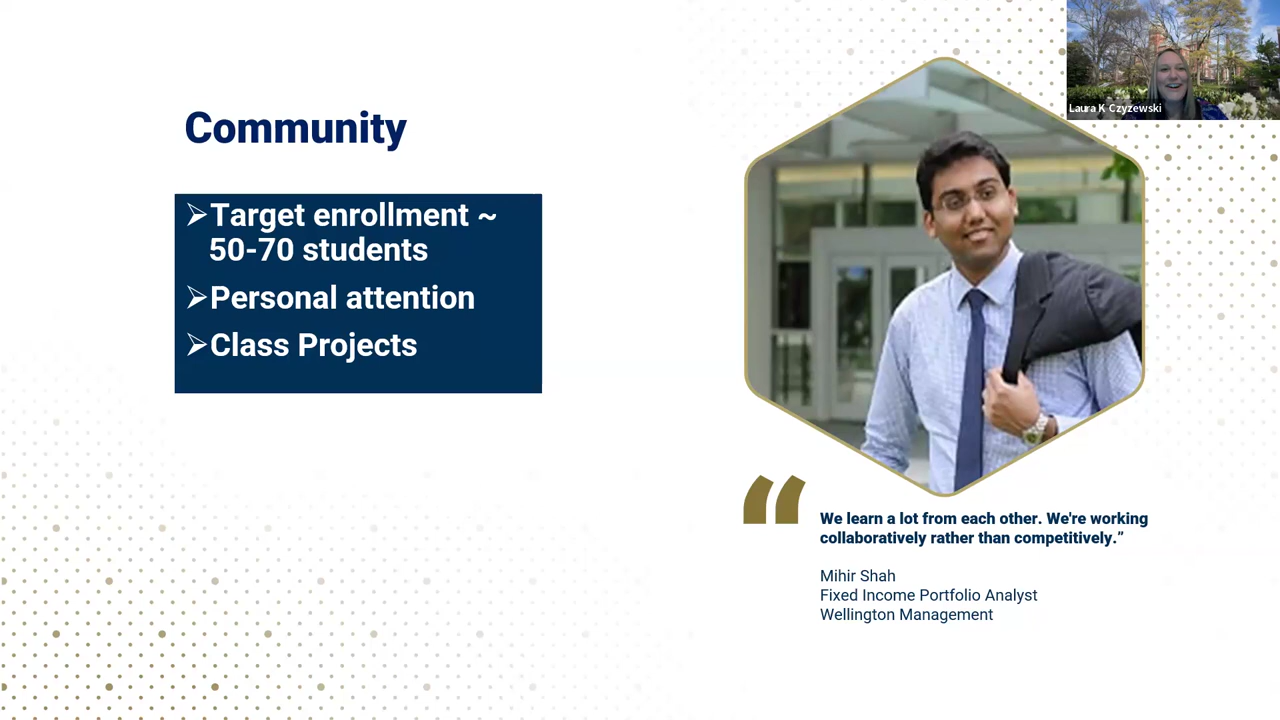 Laura K Czyzewski
Community
➢Target enrollment ~
50-70 students
➢Personal attention
➢Class Projects
“
We learn a lot from each other. We're working
collaboratively rather than competitively.”
Mihir Shah
Fixed Income Portfolio Analyst
Wellington Management